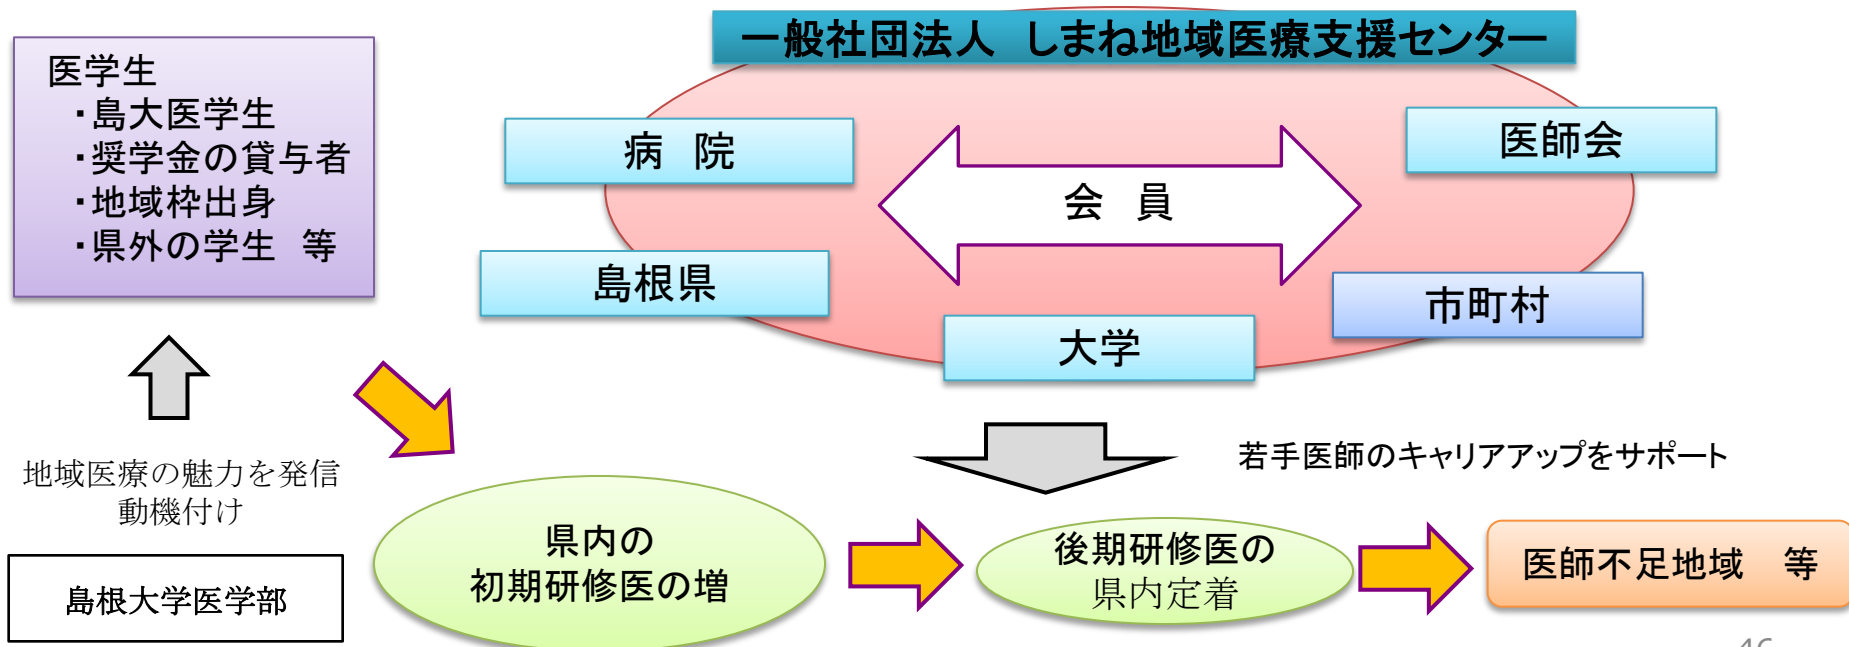 一般社団法人　しまね地域医療支援センター
医学生
・島大医学生
・奨学金の貸与者
・地域枠出身
・県外の学生　等
病　院
医師会
会　員
島根県
市町村
大学
地域医療の魅力を発信
動機付け
島根大学医学部
若手医師のキャリアアップをサポート
県内の
初期研修医の増
後期研修医の
県内定着
医師不足地域　等
46